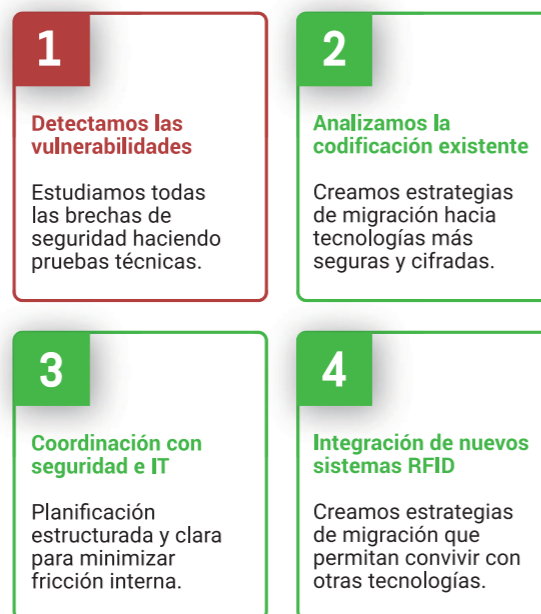 1
Detectamos las
vulnerabilidades
Estudiamos todas
las brechas de
seguridad haciendo
pruebas técnicas.
2
Analizamos la
codificación existente
Creamos estrategias
de migración hacia
tecnologías más
seguras y cifradas.
3
Coordinación con
seguridad e IT
Planificación
estructurada y clara
para minimizar
fricción interna.
4
Integración de nuevos
sistemas RFID
Creamos estrategias
de migración que
permitan convivir con
otras tecnologías.